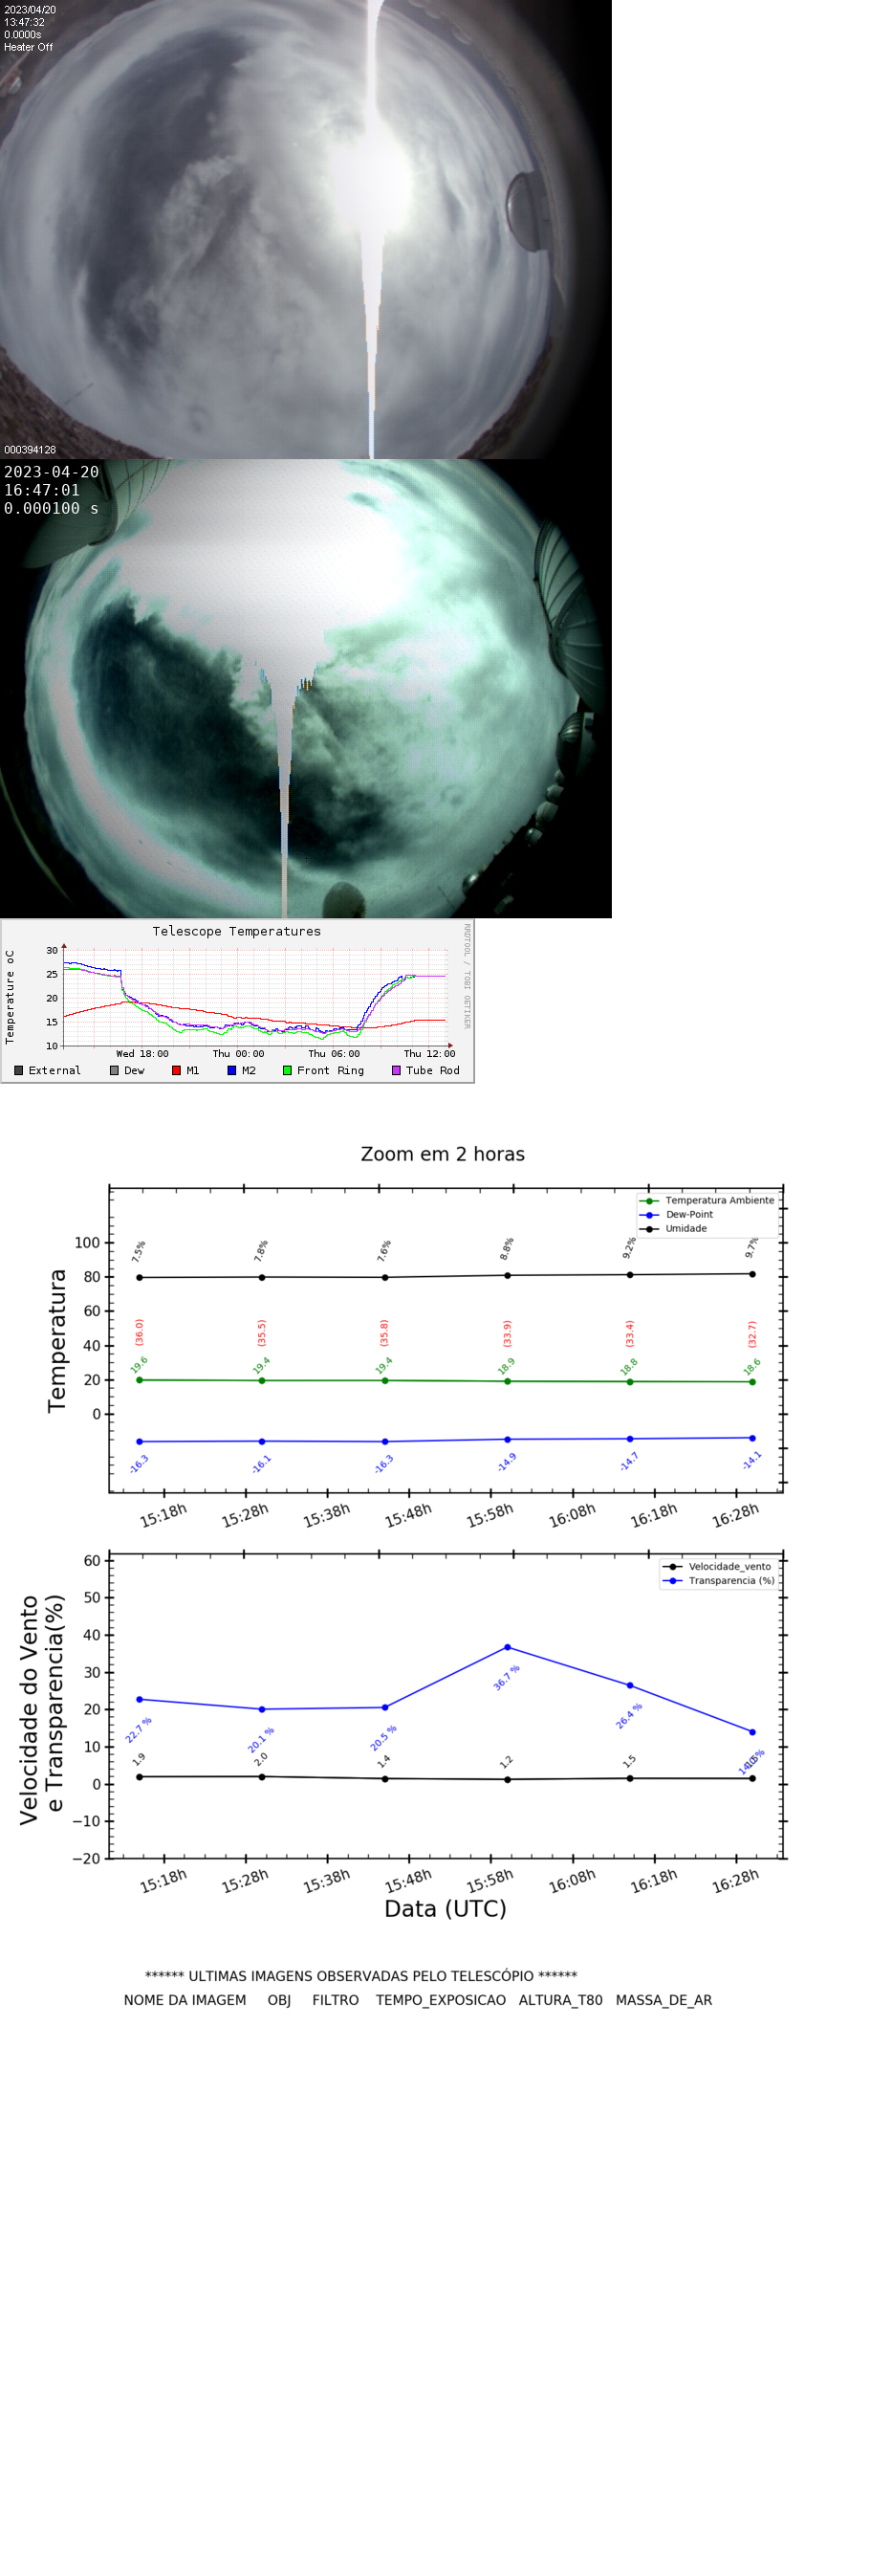 2023/04/20
13:47:32
0.0000s
Heater Off
000394128
2023-04-20
16:47:01
0.000100 s
Telescope Temperatures
RRDTOOL / TOBI OETIKER
Temperature oC
30
25
20
15
10
Wed 18:00 Thu 00:00 Thu 06:00 Thu 12:00
External Dew M1 M2 Front Ring Tube Rod
Zoom em 2 horas
Temperatura Ambiente
Dew-Point
Umidade
Temperatura
100
80
60
40
20
0
7.5% 7.8% 7.6% 8.8% 9.2% 9.7%
(36.0) (35.5) (35.8) (33.9) (33.4) (32.7)
19.6 19.4 19.4 18.9 18.8 18.6
-16.3 -16.1 -16.3 -14.9 -14.7 -14.1
15:18h 15:28h 15:38h 15:48h 15:58h 16:08h 16:18h 16:28h
Velocidade_vento
Transparencia (%)
Velocidade do Vento
e Transparencia(%)
60
50
40
30
20
10
0
−10
−20
22.7 % 20.1 % 20.5 % 36.7 % 26.4 %
1.9 2.0 1.4 1.2 1.5
15:18h 15:28h 15:38h 15:48h 15:58h 16:08h 16:18h 16:28h
Data (UTC)
****** ULTIMAS IMAGENS OBSERVADAS PELO TELESCÓPIO ******
NOME DA IMAGEM OBJ FILTRO TEMPO_EXPOSICAO ALTURA_T80 MASSA_DE_AR